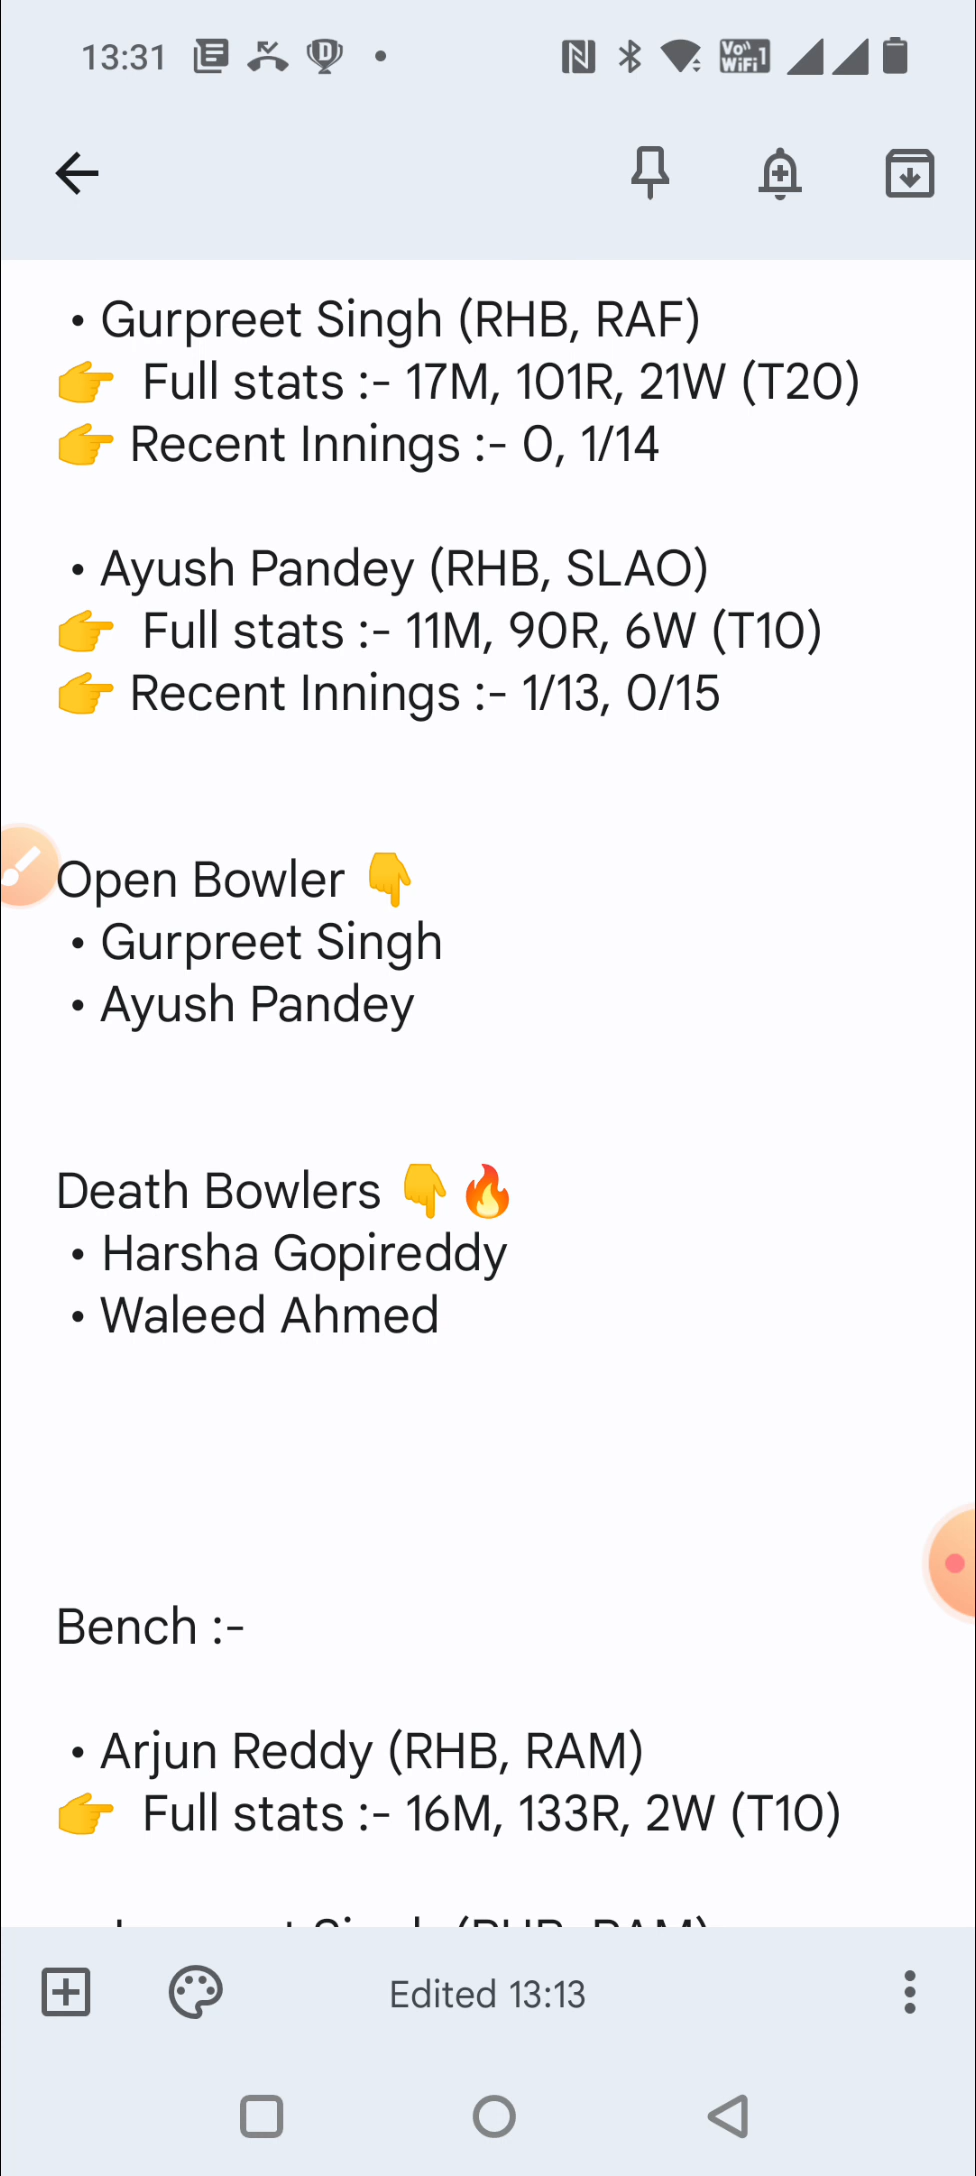 13:31
Vo WiFi 1
• Gurpreet Singh (RHB, RAF)
👉 Full stats :- 17M, 101R, 21W (T20)
👉 Recent Innings :- 0, 1/14
• Ayush Pandey (RHB, SLAO)
👉 Full stats :- 11M, 90R, 6W (T10)
👉 Recent Innings :- 1/13, 0/15
Open Bowler 👇
• Gurpreet Singh
• Ayush Pandey
Death Bowlers 👇🔥
• Harsha Gopireddy
• Waleed Ahmed
Bench :-
• Arjun Reddy (RHB, RAM)
👉 Full stats :- 16M, 133R, 2W (T10)
Edited 13:13